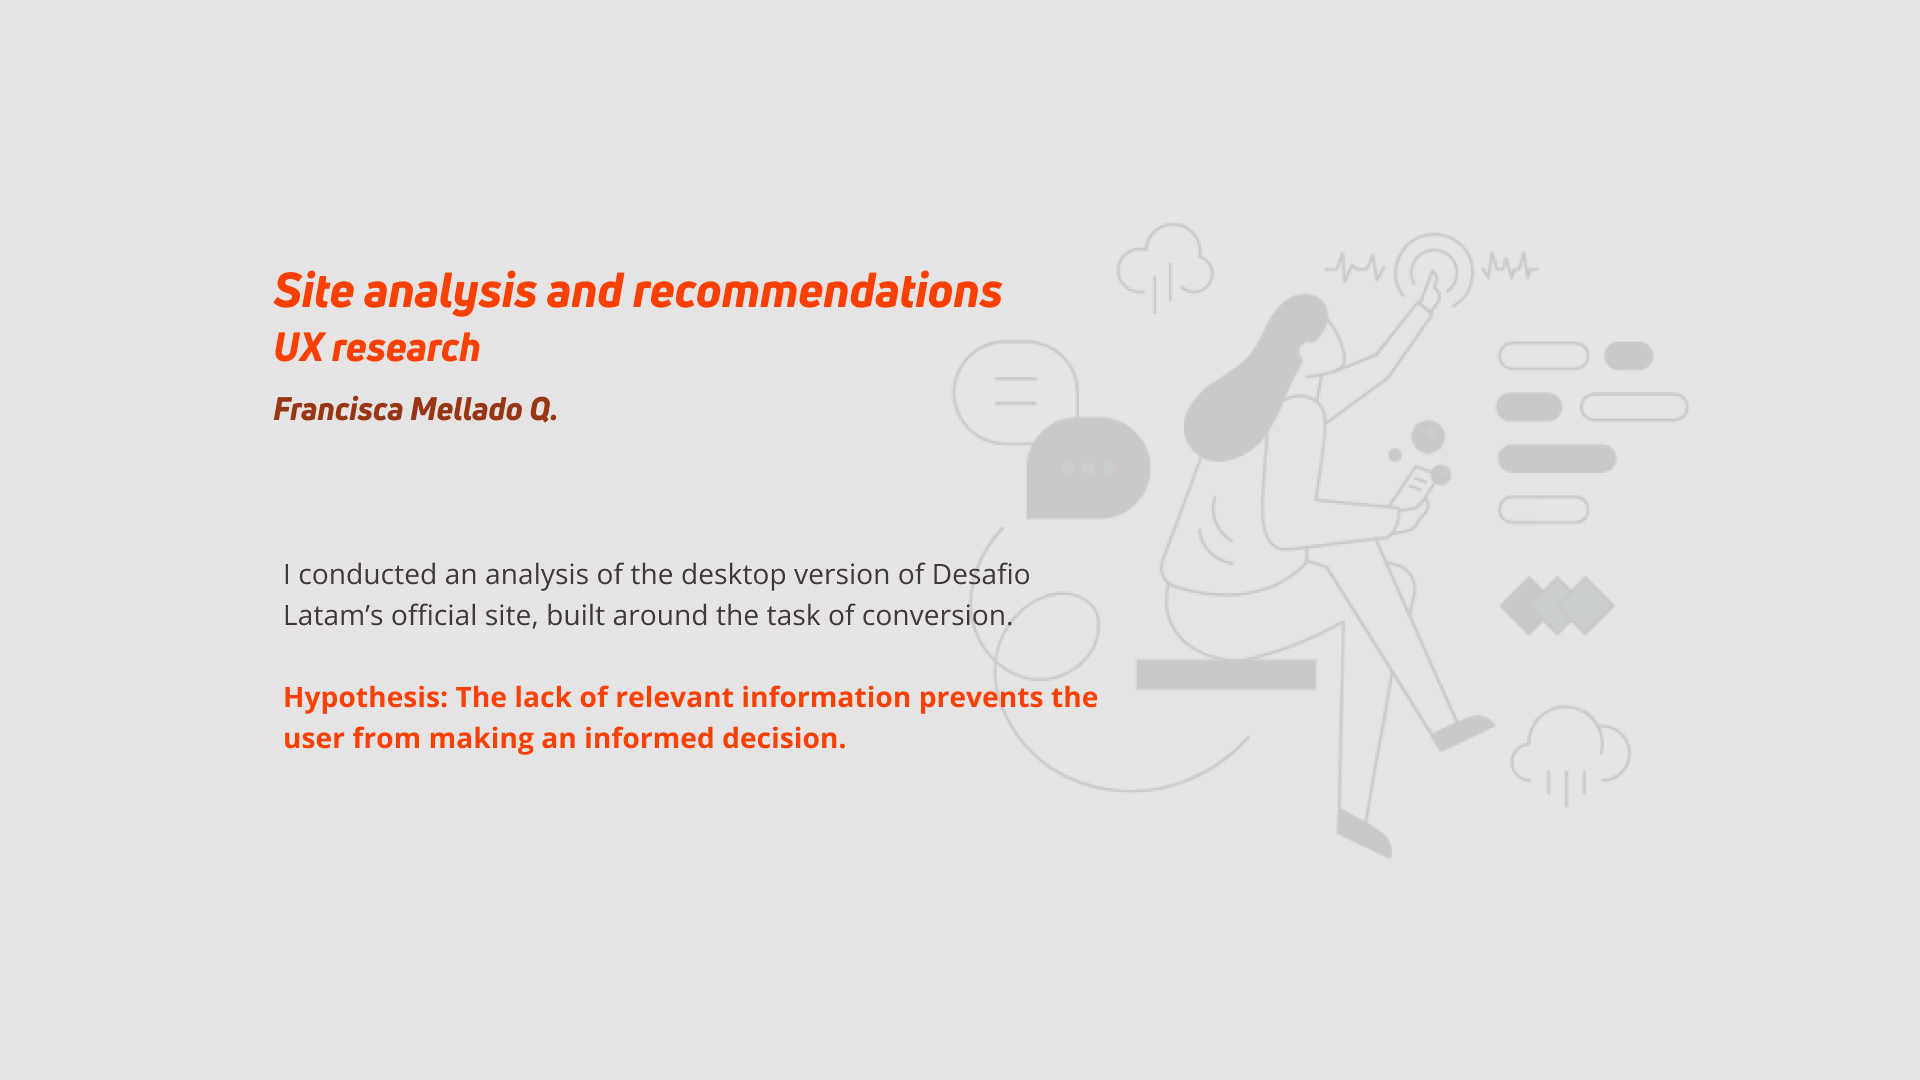 Site analysis and recommendations
UX research
Francisca Mellado Q.
I conducted an analysis of the desktop version of Desafio
Latam’s official site, built around the task of conversion.
Hypothesis: The lack of relevant information prevents the
user from making an informed decision.